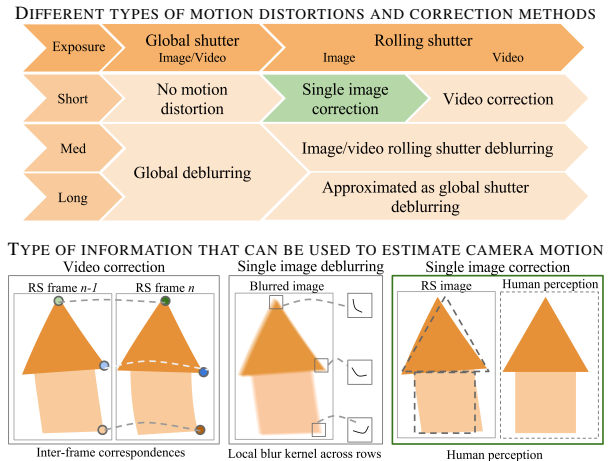 DIFFERENT TYPES OF MOTION DISTORTIONS AND CORRECTION METHODS
Exposure
Global shutter
Image/Video
Rolling shutter
Image
Video
Short
No motion
distortion
Single image
correction
Video correction
Med
Global deblurring
Image/video rolling shutter deblurring
Long
Approximated as global shutter
deblurring
TYPE OF INFORMATION THAT CAN BE USED TO ESTIMATE CAMERA MOTION
Video correction
RS frame n-1
RS frame n
Inter-frame correspondences
Single image deblurring
Blurred image
Local blur kernel across rows
Single image correction
RS image
Human perception
Human perception